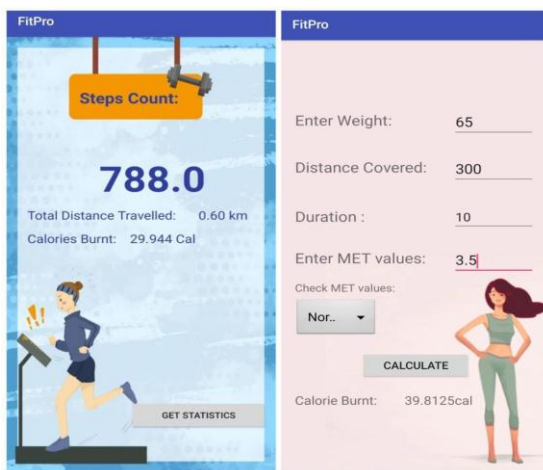 FitPro
Steps Count:
788.0
Total Distance Travelled: 0.60 km
Calories Burnt: 29.944 Cal
GET STATISTICS
FitPro
Enter Weight: 65
Distance Covered: 300
Duration : 10
Enter MET values: 3.5
Check MET values:
Nor..
CALCULATE
Calorie Burnt: 39.8125cal